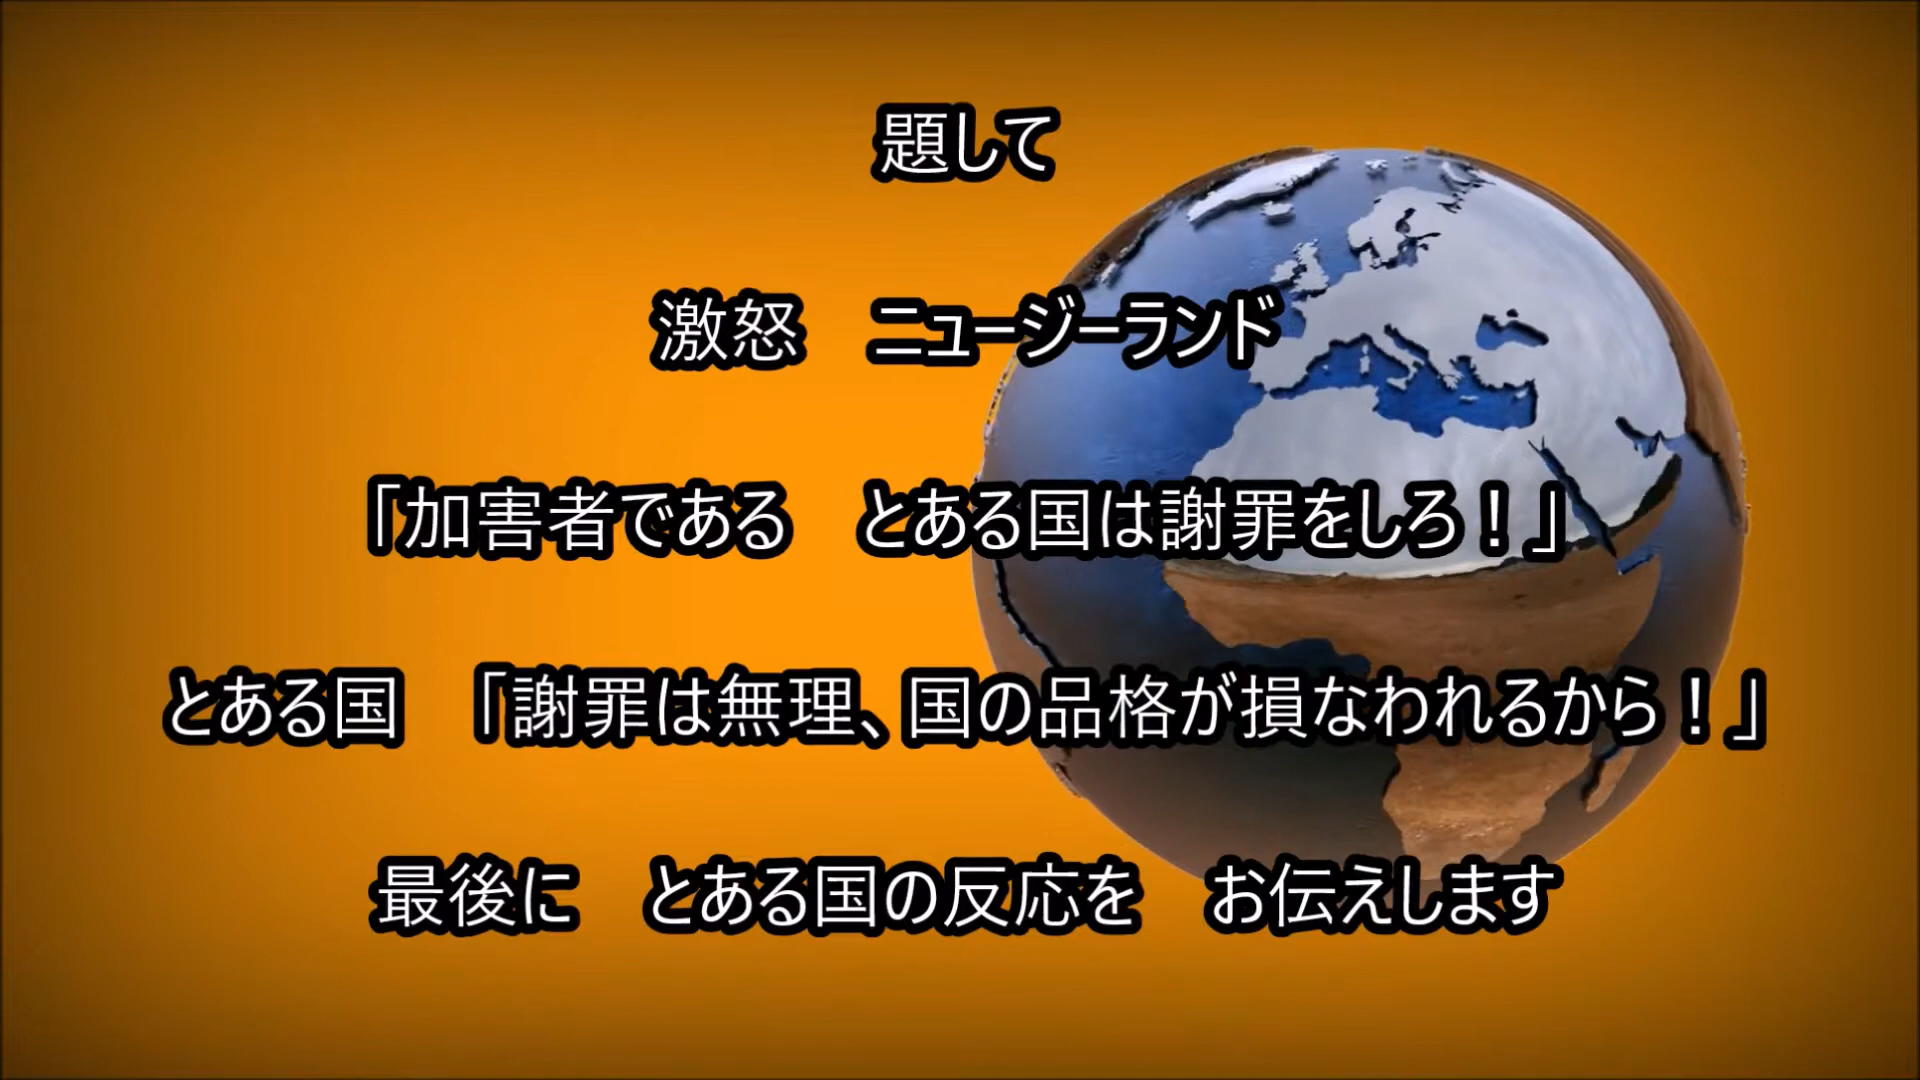 題して
激怒　ニュージーランド
「加害者である　とある国は謝罪をしろ！」
とある国　「謝罪は無理、国の品格が損なわれるから！」
最後に　とある国の反応を　お伝えします